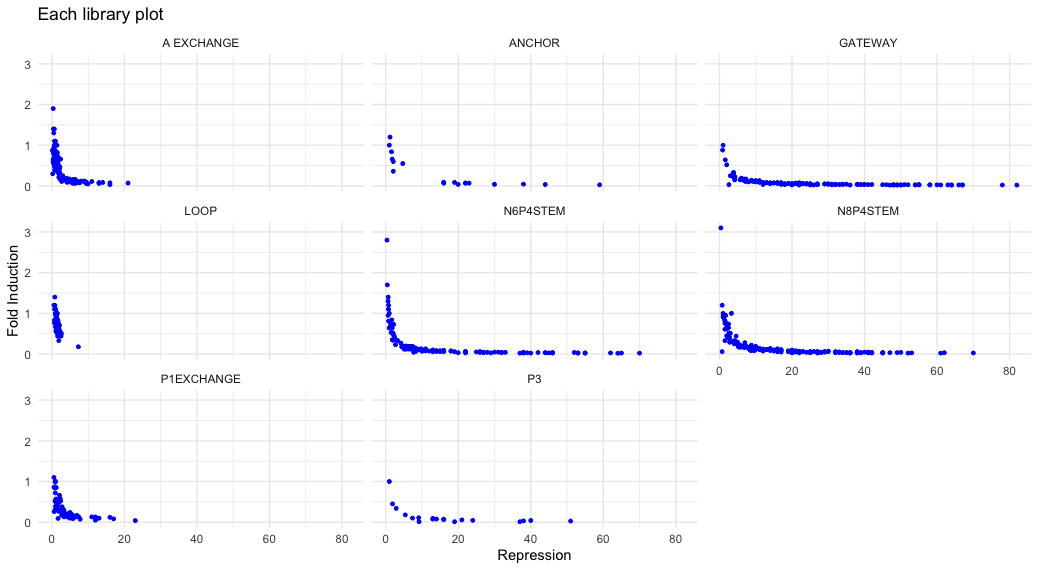 Each library plot
A EXCHANGE
ANCHOR
GATEWAY
3
2
1
0
LOOP
N6P4STEM
N8P4STEM
3
2
1
0
0 20 40 60 80
P1EXCHANGE
P3
3
2
1
0
0 20 40 60 80
0 20 40 60 80
Fold Induction
Repression